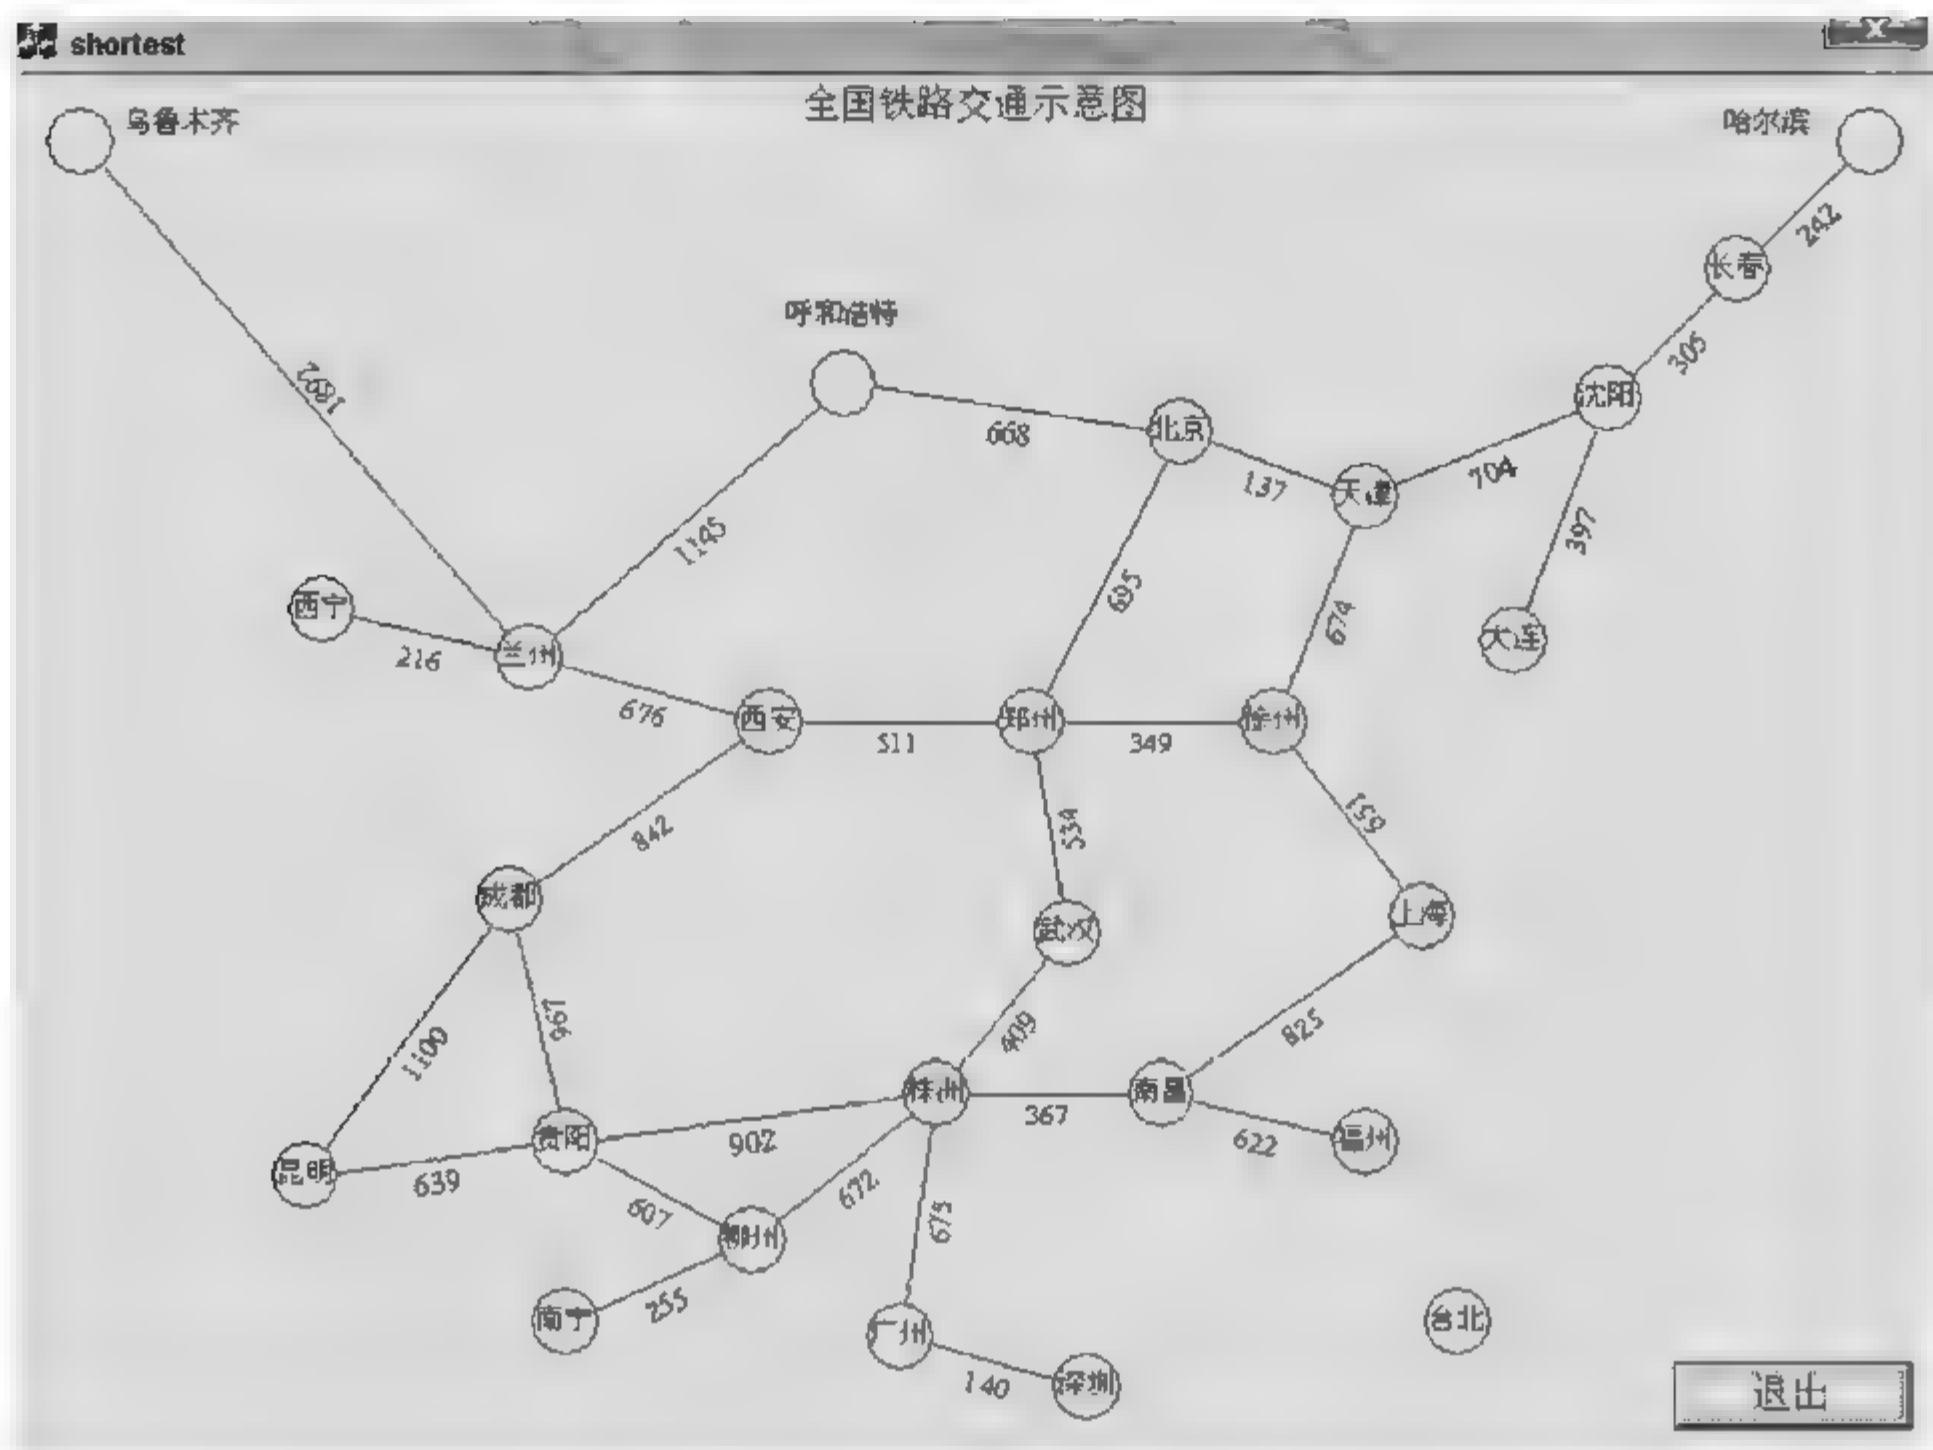 shortest
X
全国铁路交通示意图
乌鲁木齐
哈尔滨
242
长春
呼和浩特
305
1892
沈阳
北京
668
137
天津
704
397
1145
695
西宁
674
大连
216
兰州
676
西安
郑州
徐州
511
349
651
842
534
成都
上海
武汉
967
409
825
1100
株洲
南昌
367
贵阳
902
622
福州
昆明
639
672
607
675
柳州
255
南宁
广州
台北
140
深圳
退出